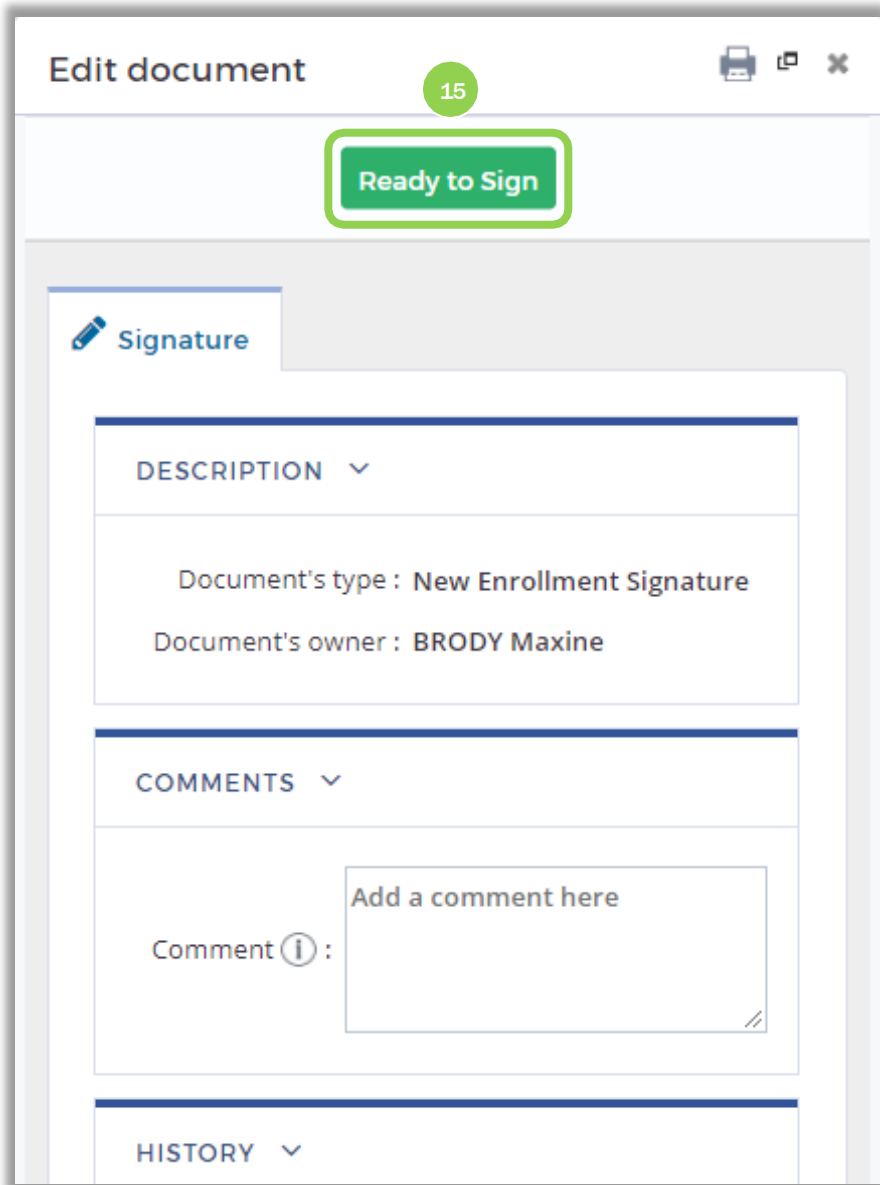 Edit document
15
Ready to Sign
Signature
DESCRIPTION
Document's type : New Enrollment Signature
Document's owner : BRODY Maxine
COMMENTS
Add a comment here
Comment i :
HISTORY